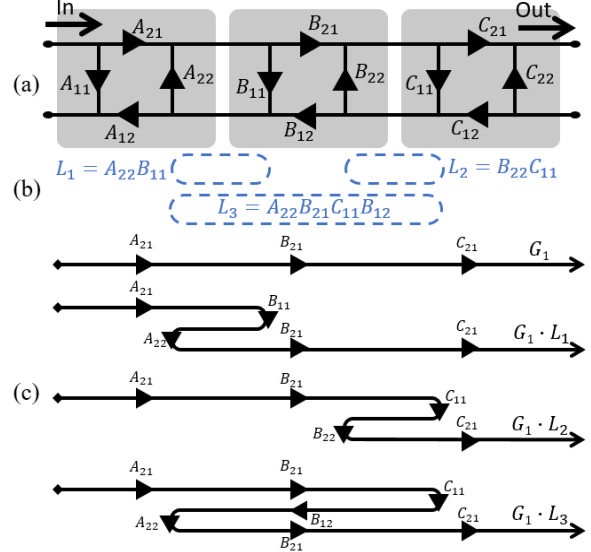 In Out
A₂₁ B₂₁ C₂₁
(a) A₁₁ A₂₂ B₁₁ B₂₂ C₁₁ C₂₂
A₁₂ B₁₂ C₁₂
L₁ = A₂₂B₁₁ L₂ = B₂₂C₁₁
(b)
L₃ = A₂₂B₂₁C₁₁B₁₂
A₂₁ B₂₁ C₂₁ G₁
A₂₁ B₁₁
A₂₂ B₂₁ C₂₁ G₁ · L₁
A₂₁ B₂₁
(c) C₁₁
B₂₂ C₂₁ G₁ · L₂
A₂₁ B₂₁ C₁₁
A₂₂ B₁₂ C₂₁ G₁ · L₃
B₂₁